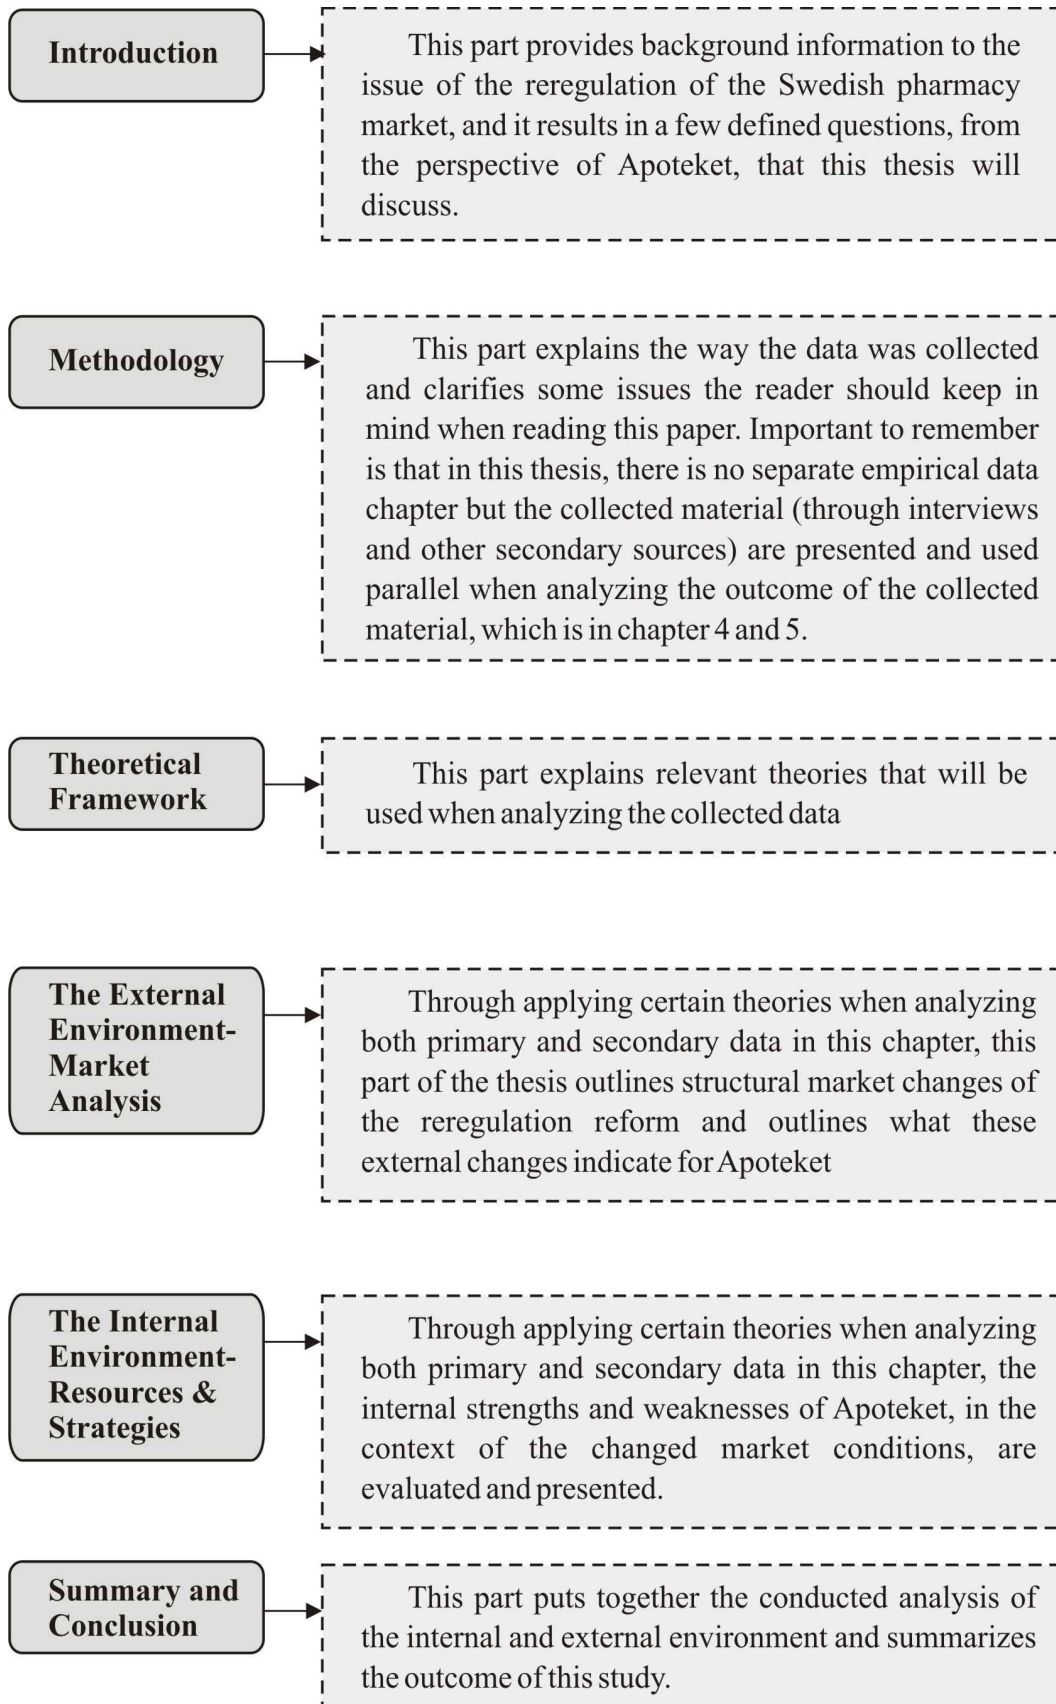 Introduction
This part provides background information to the
issue of the reregulation of the Swedish pharmacy
market, and it results in a few defined questions, from
the perspective of Apoteket, that this thesis will
discuss.
Methodology
This part explains the way the data was collected
and clarifies some issues the reader should keep in
mind when reading this paper. Important to remember
is that in this thesis, there is no separate empirical data
chapter but the collected material (through interviews
and other secondary sources) are presented and used
parallel when analyzing the outcome of the collected
material, which is in chapter 4 and 5.
Theoretical
Framework
This part explains relevant theories that will be
used when analyzing the collected data
The External
Environment-
Market
Analysis
Through applying certain theories when analyzing
both primary and secondary data in this chapter, this
part of the thesis outlines structural market changes of
the reregulation reform and outlines what these
external changes indicate for Apoteket
The Internal
Environment-
Resources &
Strategies
Through applying certain theories when analyzing
both primary and secondary data in this chapter, the
internal strengths and weaknesses of Apoteket, in the
context of the changed market conditions, are
evaluated and presented.
Summary and
Conclusion
This part puts together the conducted analysis of
the internal and external environment and summarizes
the outcome of this study.